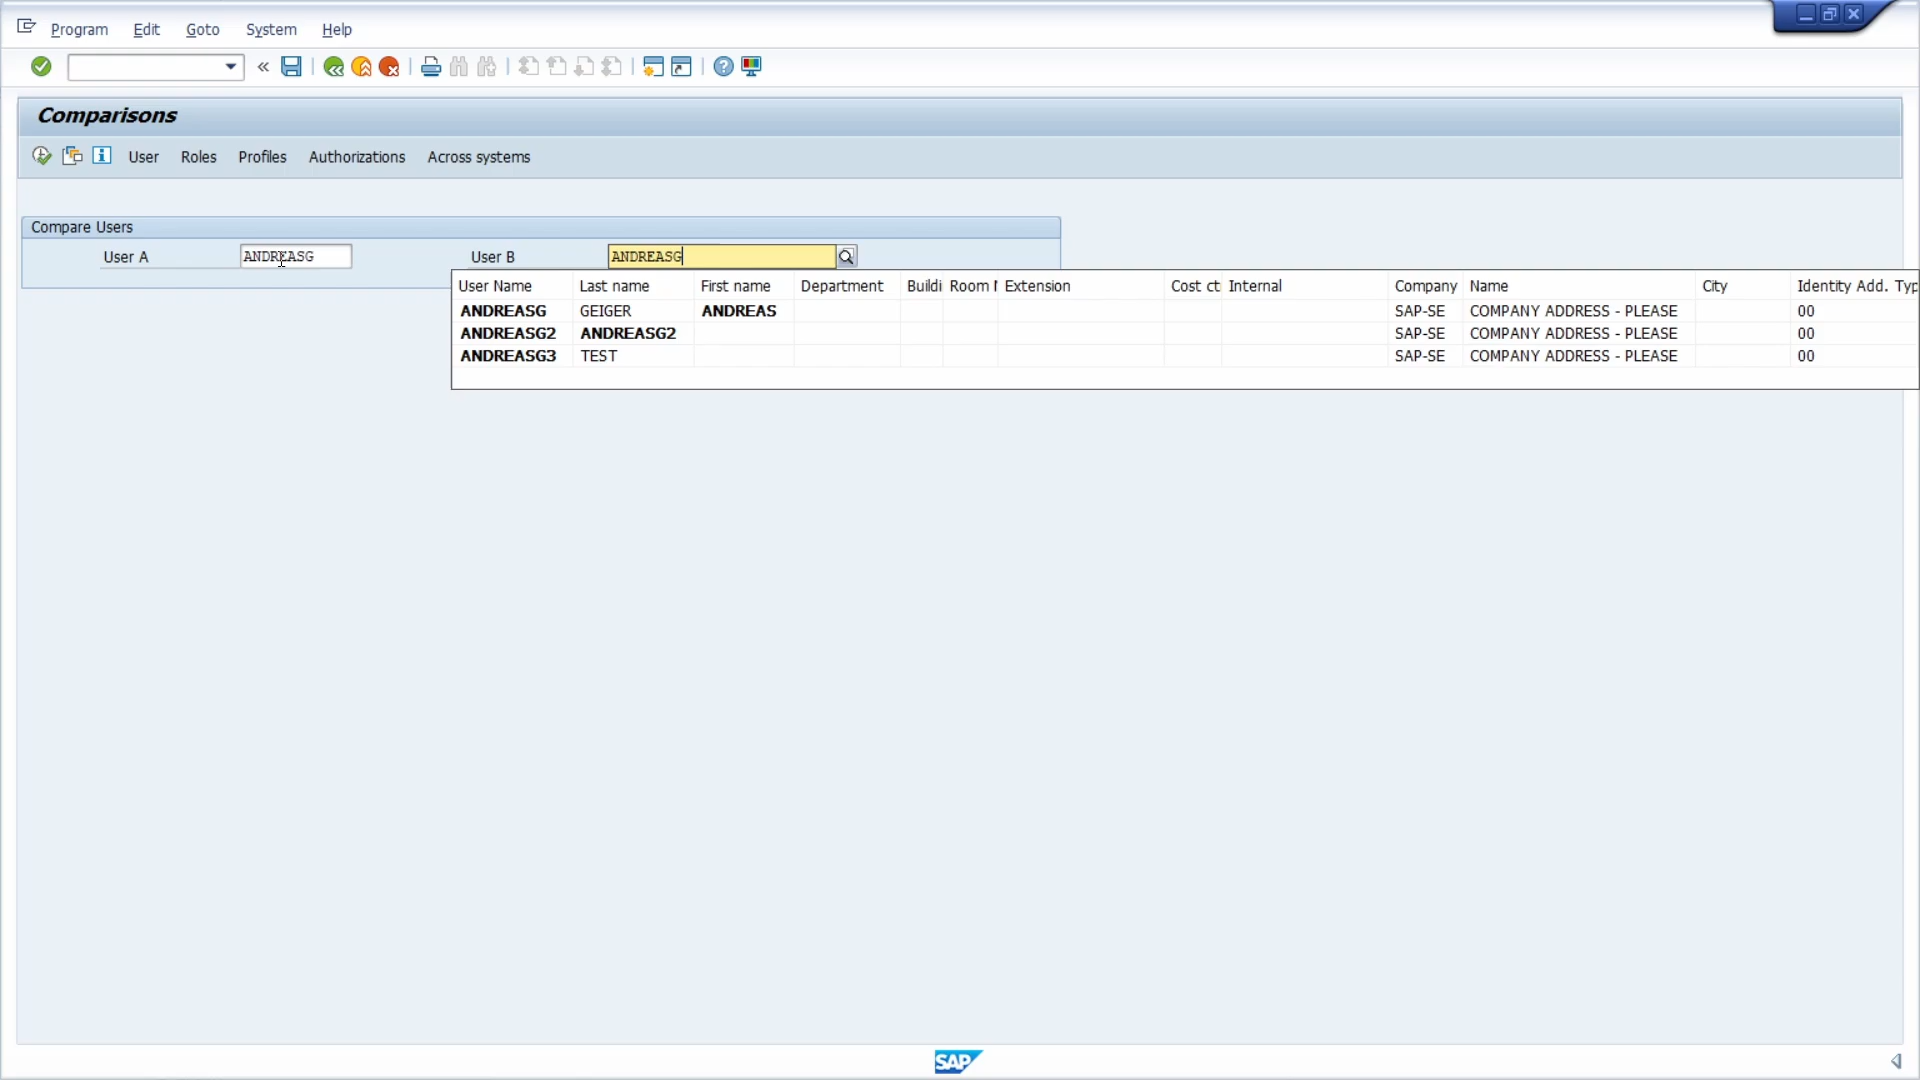 Program Edit Goto System Help
Comparisons
User Roles Profiles Authorizations Across systems
Compare Users
User A ANDREASG User B ANDREASG
User Name Last name First name Department Buildi Room Extension Cost ct Internal Company Name City Identity Add. Typ
ANDREASG GEIGER ANDREAS SAP-SE COMPANY ADDRESS - PLEASE 00
ANDREASG2 ANDREASG2 SAP-SE COMPANY ADDRESS - PLEASE 00
ANDREASG3 TEST SAP-SE COMPANY ADDRESS - PLEASE 00
SAP